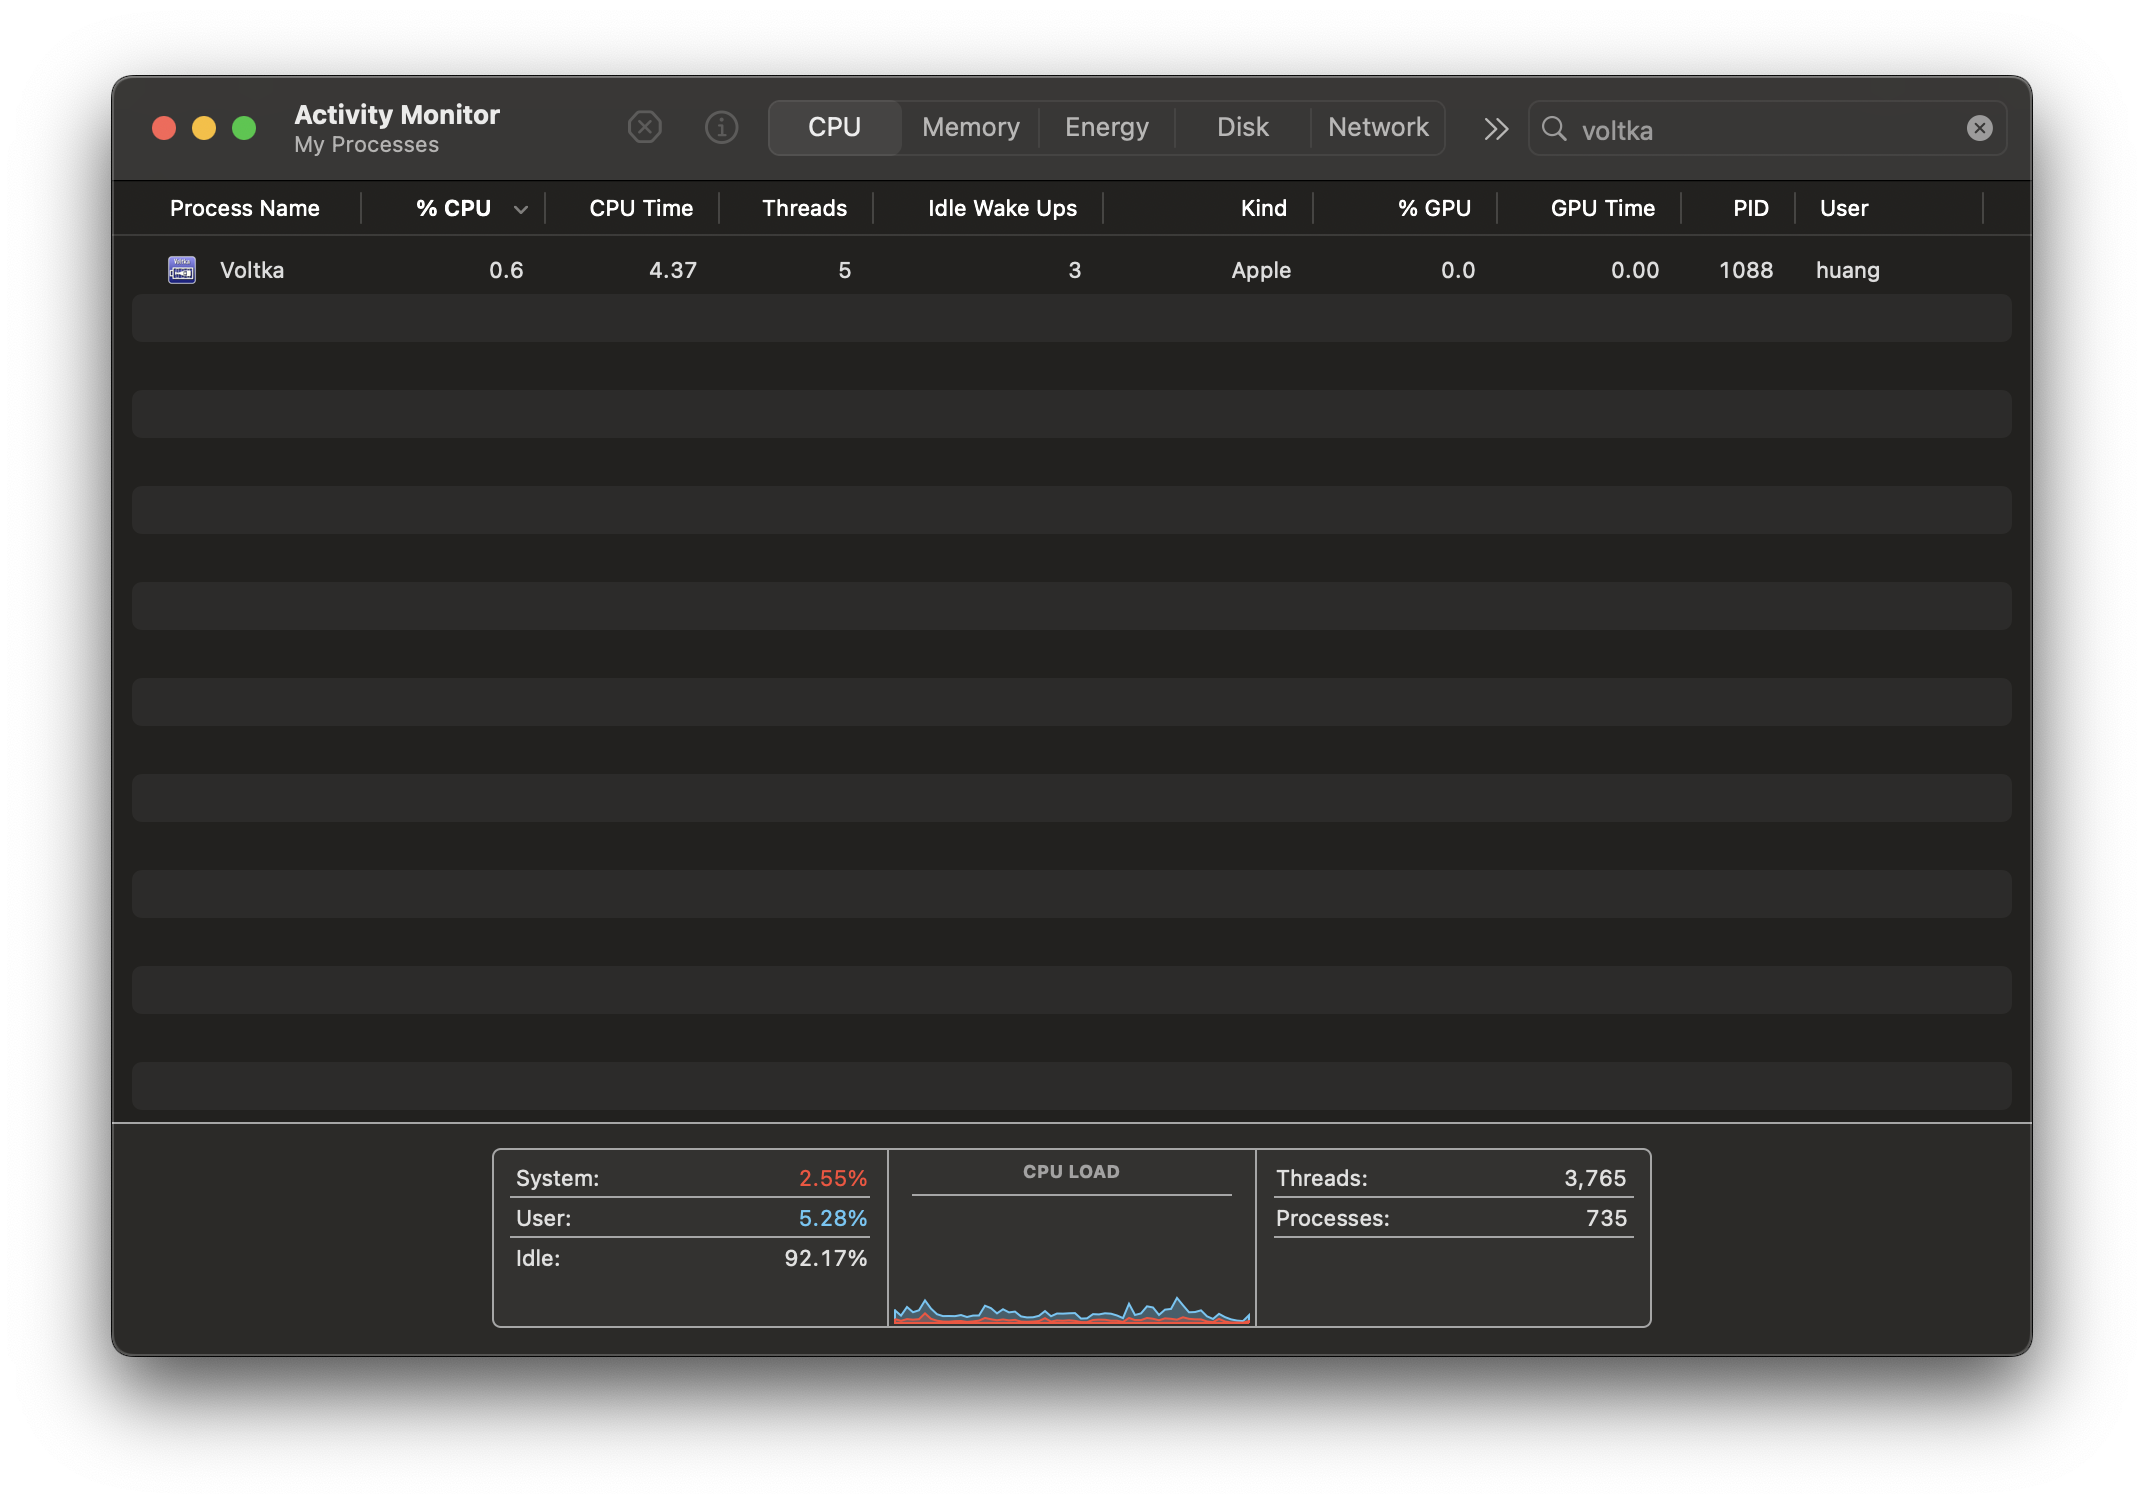 Activity Monitor
My Processes
CPU Memory Energy Disk Network voltka
Process Name % CPU CPU Time Threads Idle Wake Ups Kind % GPU GPU Time PID User
Voltka Voltka 0.6 4.37 5 3 Apple 0.0 0.00 1088 huang
System: 2.55%
User: 5.28%
Idle: 92.17%
CPU LOAD
Threads: 3,765
Processes: 735